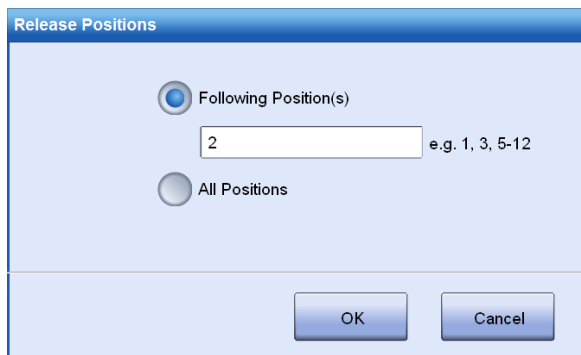 Release Positions
Following Position(s)
2 e.g. 1, 3, 5-12
All Positions
OK Cancel